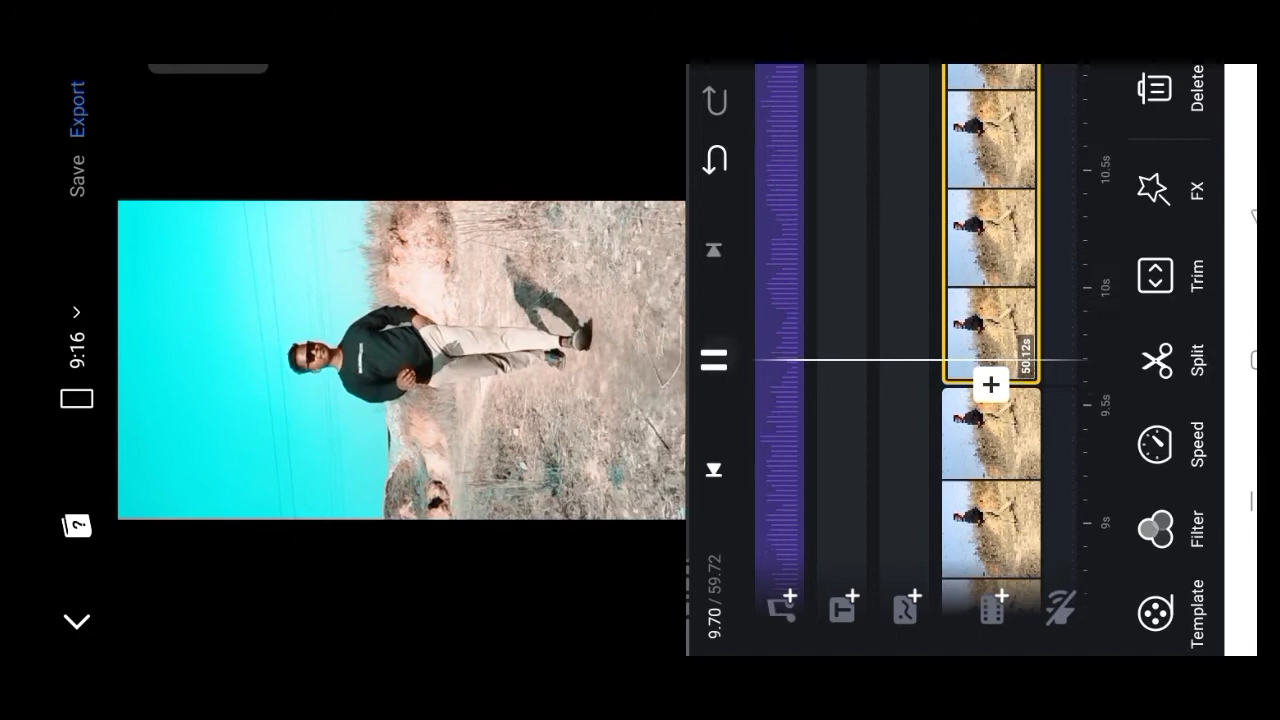 9:16
Save
Export
9.70 / 59.72
50.12s
9s
9.5s
10s
10.5s
Template
Filter
Speed
Split
Trim
FX
Delete